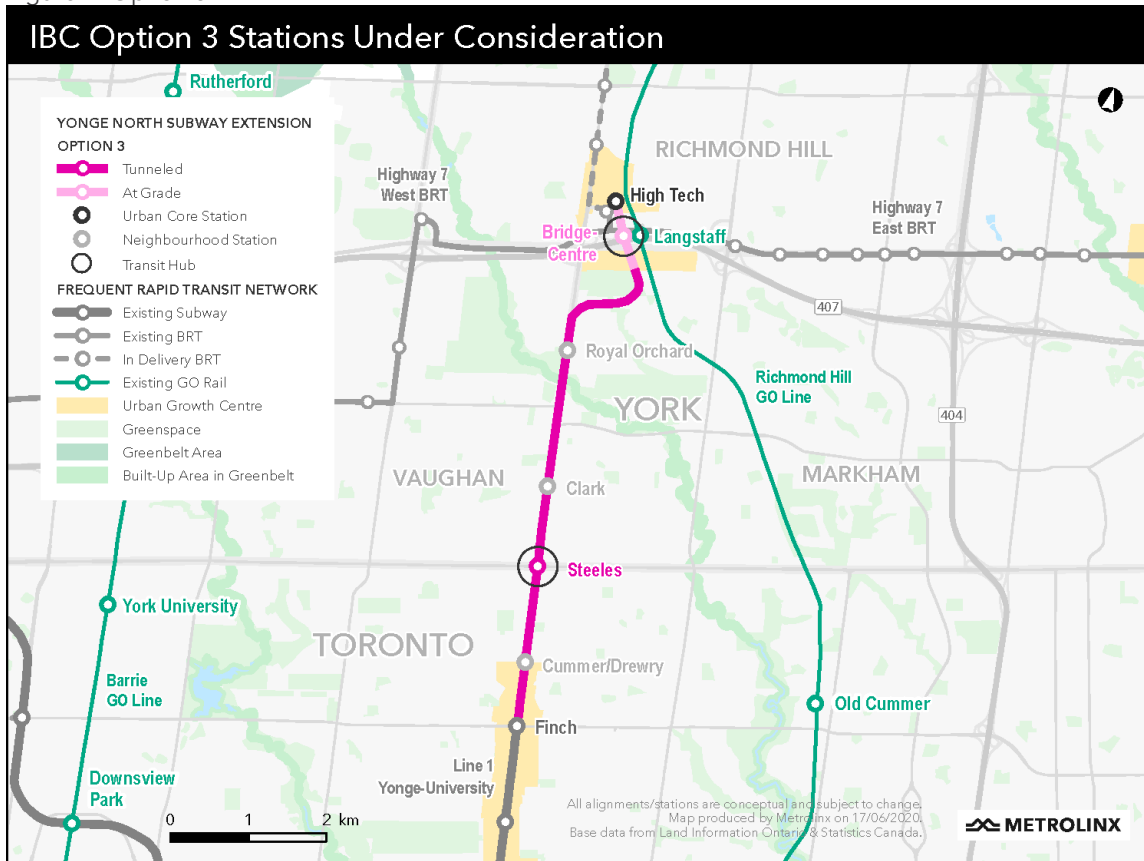 IBC Option 3 Stations Under Consideration
Rutherford
YONGE NORTH SUBWAY EXTENSION
OPTION 3
Tunneled
At Grade
Urban Core Station
Neighbourhood Station
Transit Hub
FREQUENT RAPID TRANSIT NETWORK
Existing Subway
Existing BRT
In Delivery BRT
Existing GO Rail
Urban Growth Centre
Greenspace
Greenbelt Area
Built-Up Area in Greenbelt
RICHMOND HILL
Highway 7
West BRT
High Tech
Highway 7
East BRT
Bridge-
Centre
Langstaff
407
Royal Orchard
Richmond Hill
GO Line
YORK
404
VAUGHAN
MARKHAM
Clark
Steeles
York University
TORONTO
Cummer/Drewry
Barrie
GO Line
Old Cummer
Finch
Line 1
Yonge-University
Downsview
Park
0 1 2 km
All alignments/stations are conceptual and subject to change.
Map produced by Metrolinx on 17/06/2020.
Base data from Land Information Ontario & Statistics Canada.
METROLINX